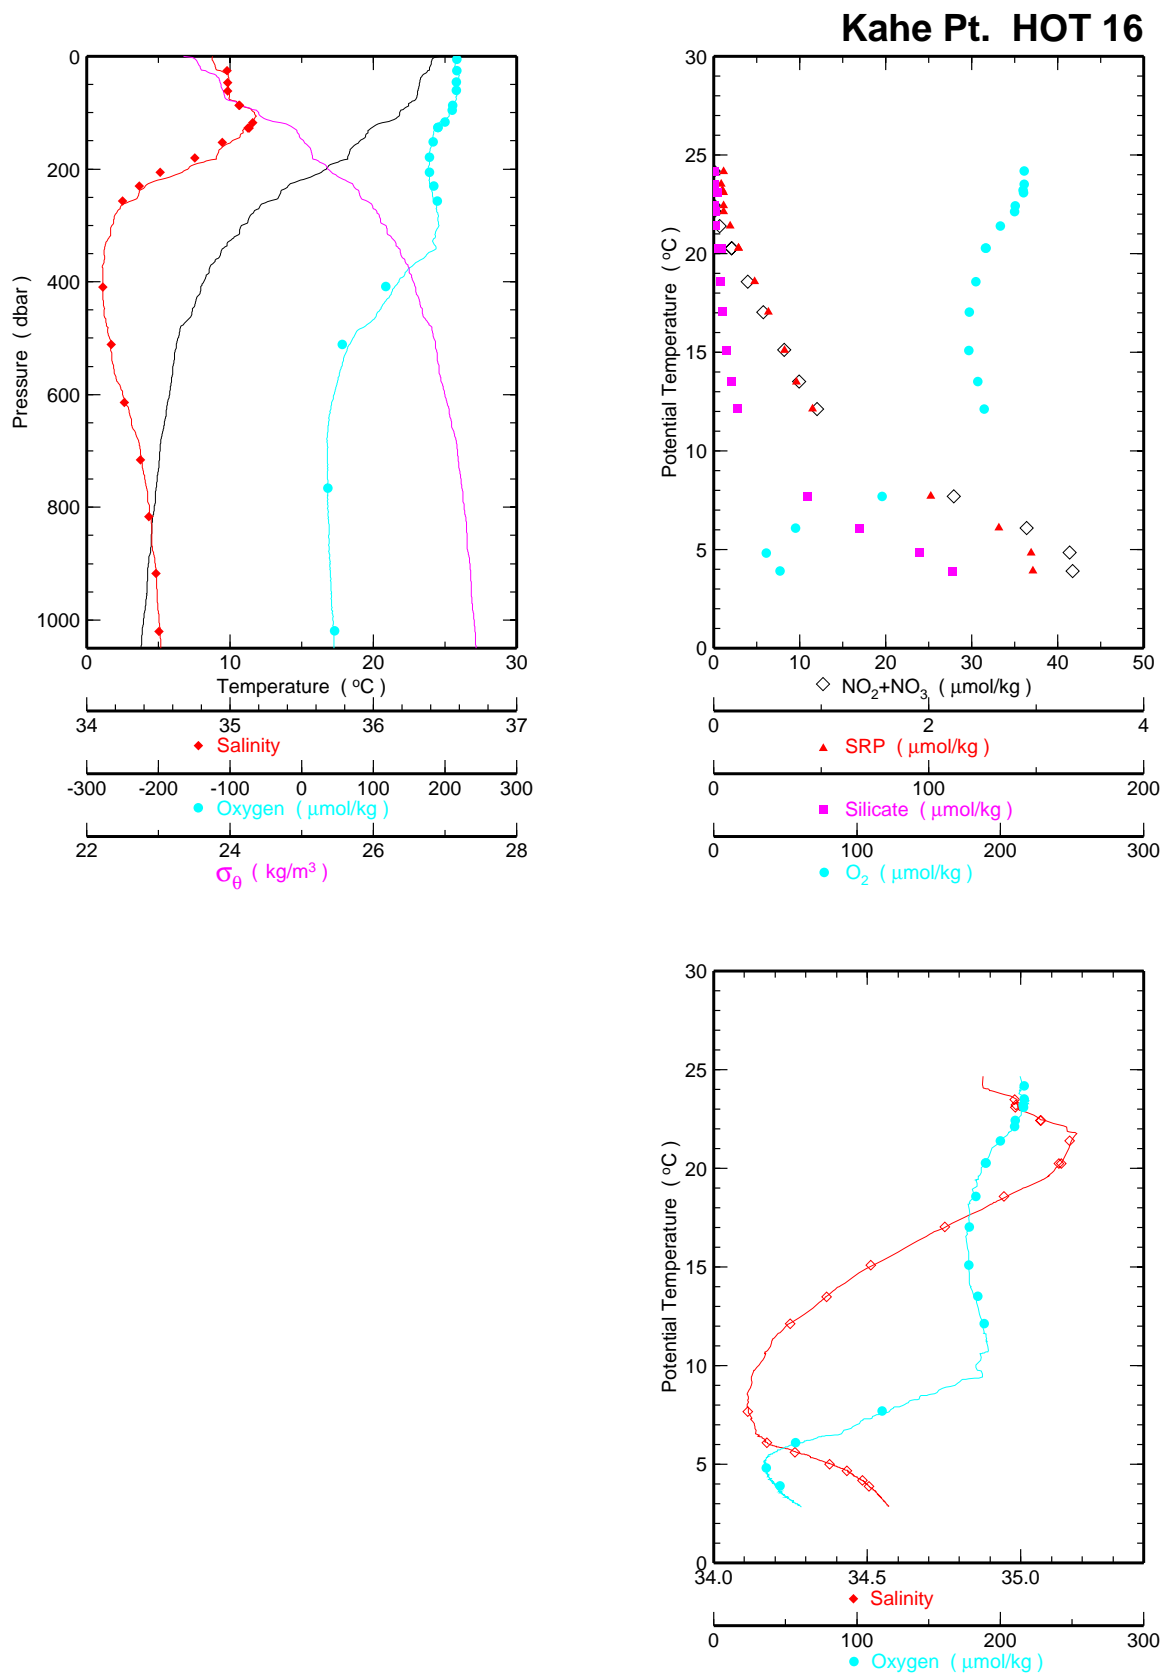 Kahe Pt. HOT 16
0
200
400
600
800
1000
Pressure ( dbar )
0 10 20 30
Temperature ( °C )
34 35 36 37
Salinity
-300 -200 -100 0 100 200 300
Oxygen ( μmol/kg )
22 24 26 28
σθ ( kg/m³ )
30
25
20
15
10
5
0
Potential Temperature ( °C )
0 10 20 30 40 50
NO₂+NO₃ ( μmol/kg )
0 2 4
SRP ( μmol/kg )
0 100 200
Silicate ( μmol/kg )
0 100 200 300
O₂ ( μmol/kg )
30
25
20
15
10
5
0
Potential Temperature ( °C )
34.0 34.5 35.0
Salinity
0 100 200 300
Oxygen ( μmol/kg )